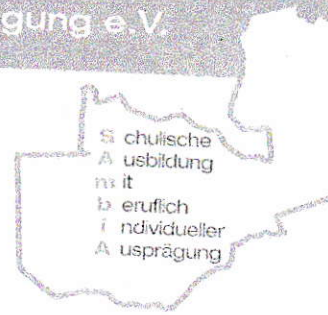 gung e.V.
S chulische
A usbildung
m it
b eruflich
i ndividueller
A usprägung